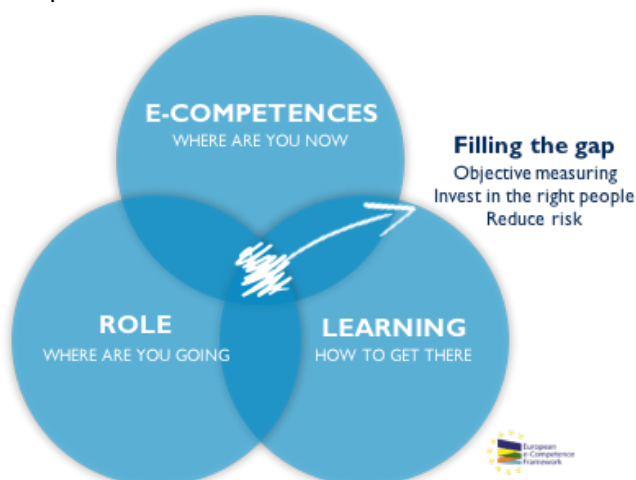 E-COMPETENCES
WHERE ARE YOU NOW
Filling the gap
Objective measuring
Invest in the right people
Reduce risk
ROLE
WHERE ARE YOU GOING
LEARNING
HOW TO GET THERE
European
e-Competence
Framework